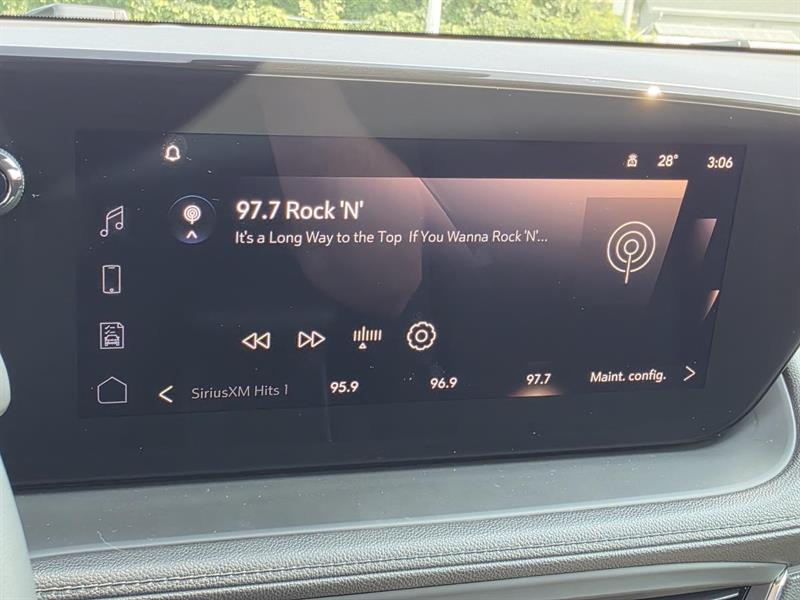 28° 3:06
97.7 Rock 'N'
It's a Long Way to the Top If You Wanna Rock 'N'...
SiriusXM Hits 1 95.9 96.9 97.7 Maint. config.